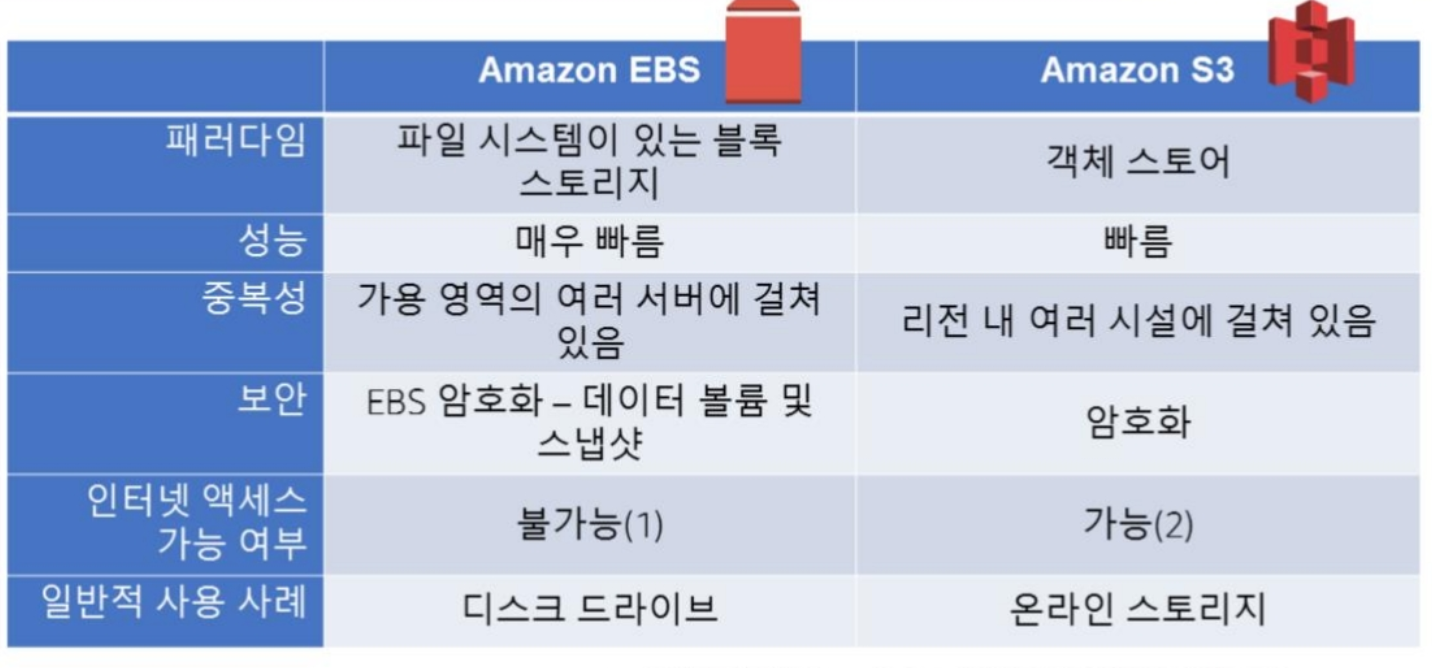 Amazon EBS
Amazon S3
패러다임
파일 시스템이 있는 블록
스토리지
객체 스토어
성능
매우 빠름
빠름
중복성
가용 영역의 여러 서버에 걸쳐
있음
리전 내 여러 시설에 걸쳐 있음
보안
EBS 암호화 – 데이터 볼륨 및
스냅샷
암호화
인터넷 액세스
가능 여부
불가능(1)
가능(2)
일반적 사용 사례
디스크 드라이브
온라인 스토리지